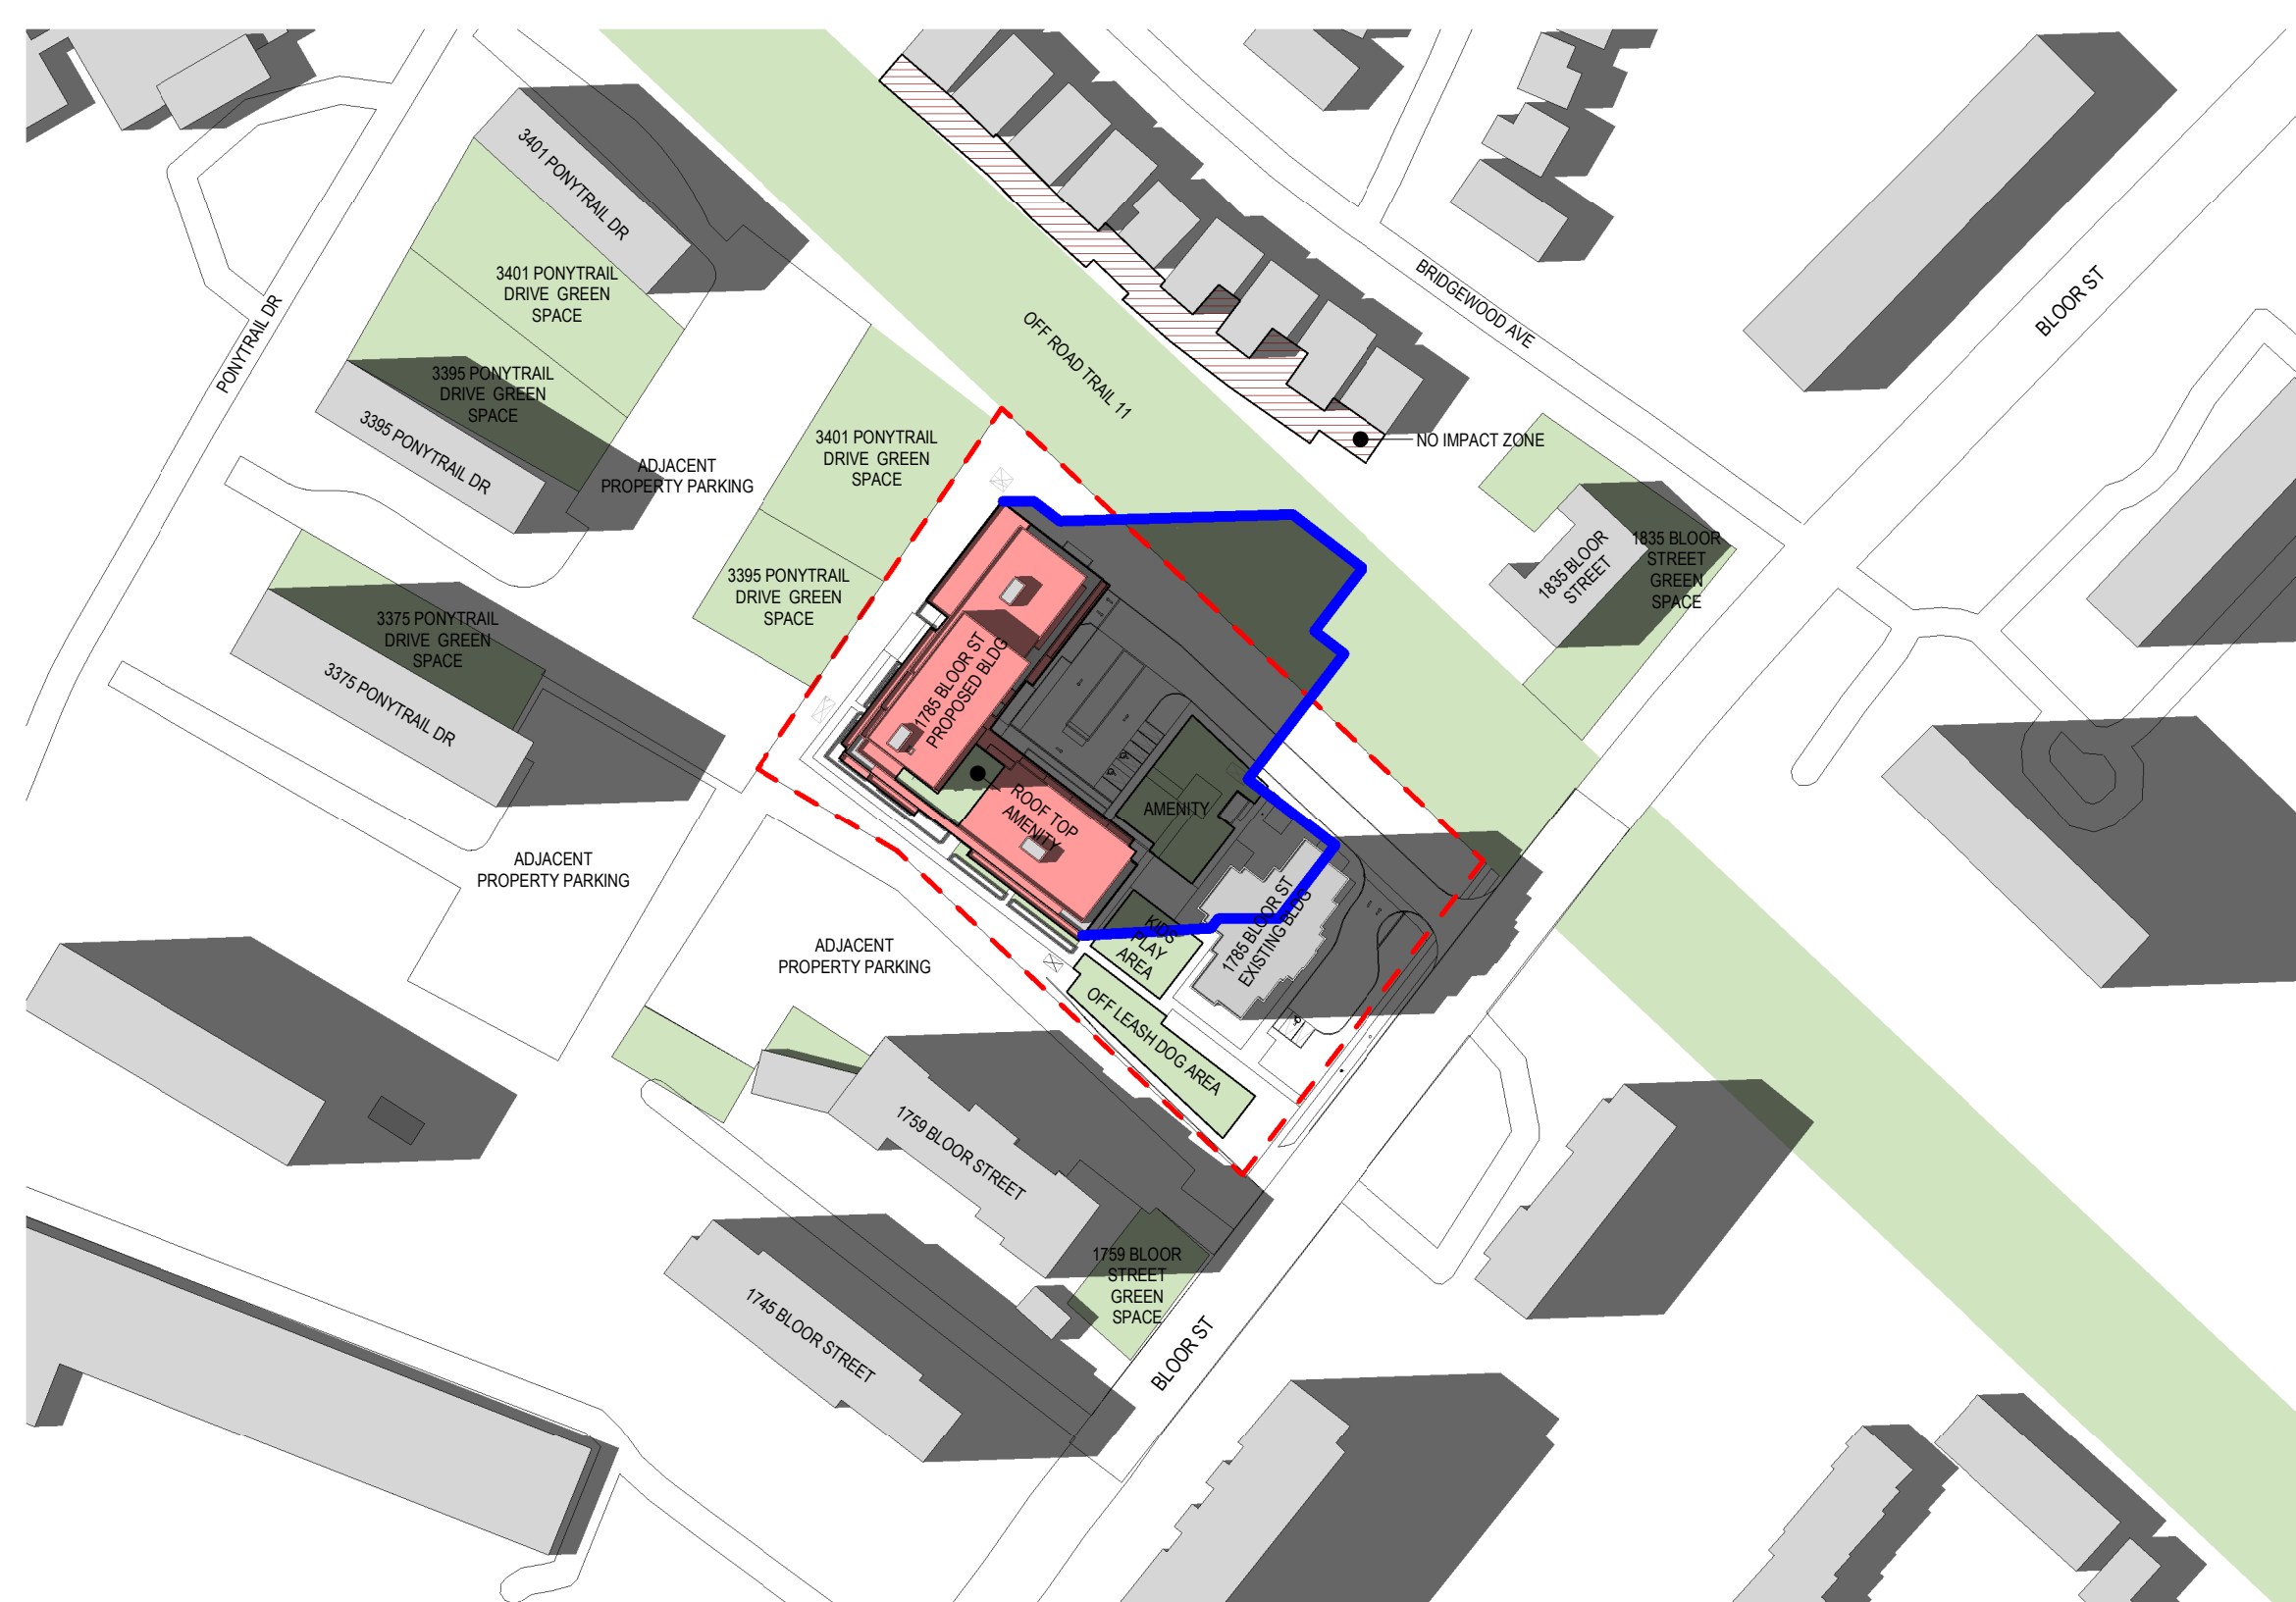 3401 PONYTRAIL DR
3401 PONYTRAIL
DRIVE GREEN
SPACE
PONYTRAIL DR
3395 PONYTRAIL
DRIVE GREEN
SPACE
3395 PONYTRAIL DR
ADJACENT
PROPERTY PARKING
3401 PONYTRAIL
DRIVE GREEN
SPACE
3395 PONYTRAIL
DRIVE GREEN
SPACE
OFF ROAD TRAIL 11
BRIDGEWOOD AVE
BLOOR ST
NO IMPACT ZONE
1835 BLOOR
STREET
1835 BLOOR
STREET
GREEN
SPACE
3375 PONYTRAIL
DRIVE GREEN
SPACE
3375 PONYTRAIL DR
1785 BLOOR ST
PROPOSED BLDG
ROOF TOP
AMENITY
AMENITY
ADJACENT
PROPERTY PARKING
ADJACENT
PROPERTY PARKING
KIDS
PLAY
AREA
1785 BLOOR ST
EXISTING BLDG
OFF LEASH DOG AREA
1759 BLOOR STREET
1759 BLOOR
STREET
GREEN
SPACE
1745 BLOOR STREET
BLOOR ST